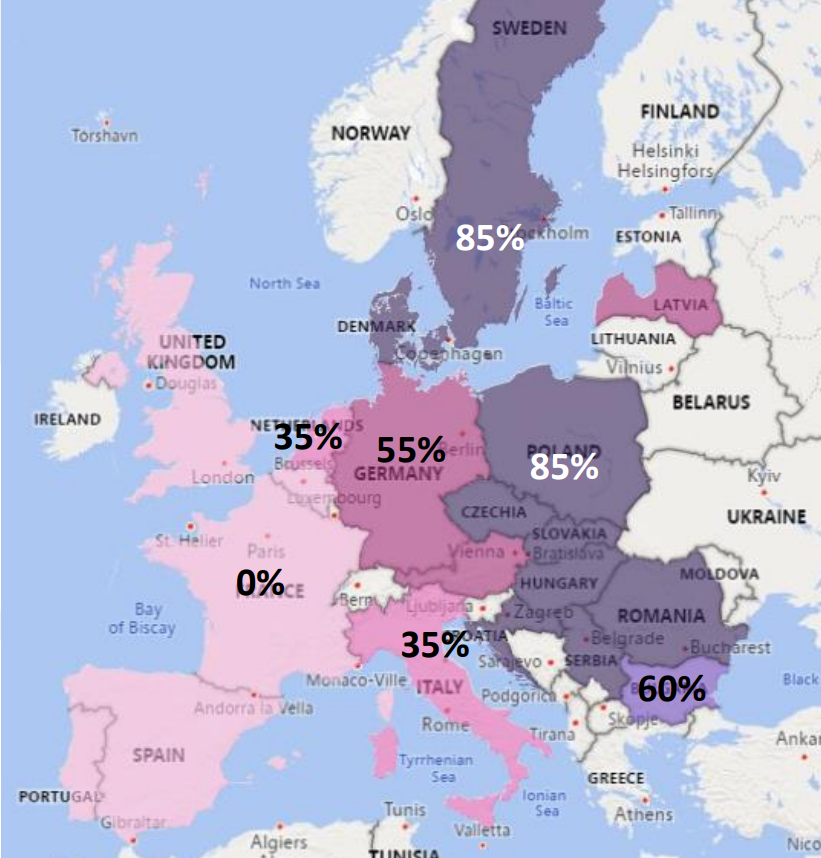 SWEDEN
FINLAND
Tórshavn
NORWAY
Helsinki
Helsingfors
Oslo
Tallinn
85%
ockholm
ESTONIA
North Sea
Baltic
Sea
LATVIA
DENMARK
Copenhagen
LITHUANIA
Vilnius
UNITED
KINGDOM
Douglas
BELARUS
IRELAND
NETHERLANDS
35%
55%
Berlin
POLAND
85%
Brussels
GERMANY
London
Kyiv
Luxembourg
CZECHIA
UKRAINE
St. Helier
Paris
SLOVAKIA
Vienna
Bratislava
0%
FRANCE
HUNGARY
MOLDOVA
Bern
Ljubljana
Zagreb
ROMANIA
Bay
of Biscay
35%
CROATIA
Belgrade
Bucharest
Sarajevo
SERBIA
Monaco-Ville
ITALY
Podgorica
60%
Black
Andorra la Vella
Rome
Skopje
Tirana
Ankar
SPAIN
Tyrrhenian
Sea
GREECE
PORTUGAL
Ionian
Sea
Athens
Gibraltar
Tunis
Algiers
Valletta
Nico
TUNISIA